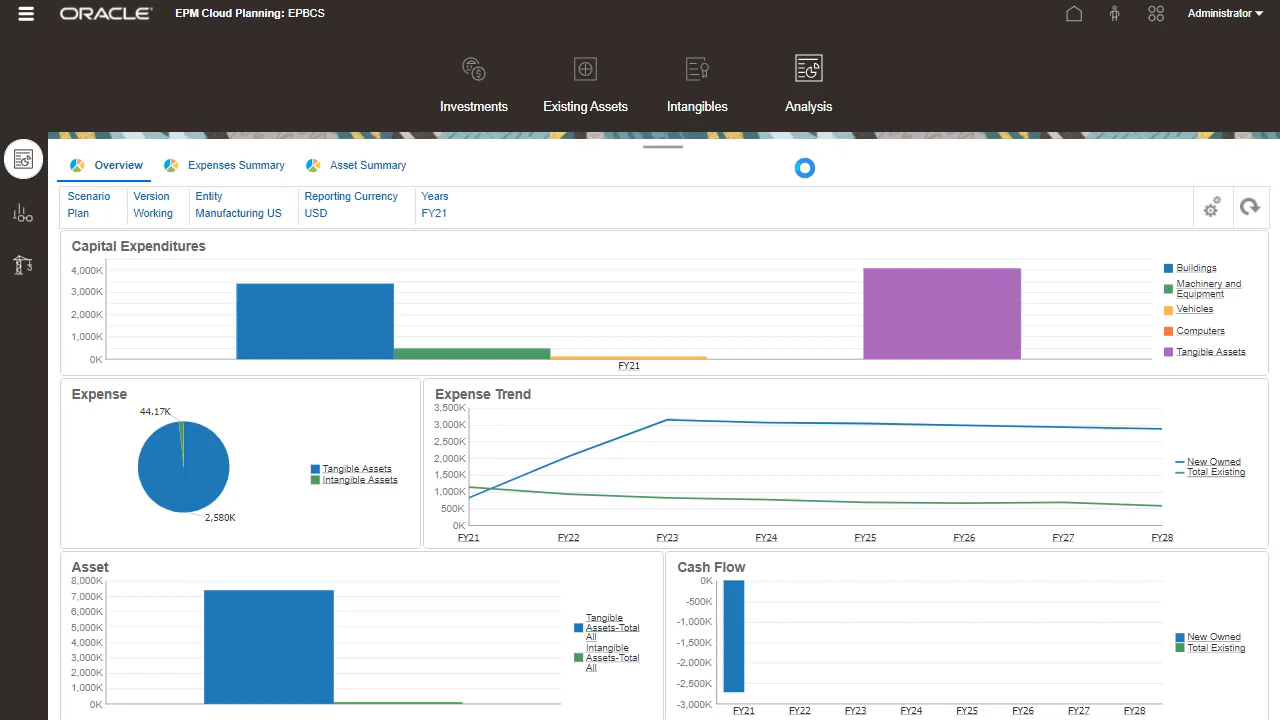 ORACLE EPM Cloud Planning: EPBCS Administrator
Investments Existing Assets Intangibles Analysis
Overview Expenses Summary Asset Summary
Scenario Version Entity Reporting Currency Years
Plan Working Manufacturing US USD FY21
Capital Expenditures
4,000K
3,000K
2,000K
1,000K
0K
FY21
Buildings
Machinery and
Equipment
Vehicles
Computers
Tangible Assets
Expense
44.17K
2,580K
Tangible Assets
Intangible Assets
Expense Trend
3,500K
3,000K
2,500K
2,000K
1,500K
1,000K
500K
0K
FY21 FY22 FY23 FY24 FY25 FY26 FY27 FY28
New Owned
Total Existing
Asset
8,000K
7,000K
6,000K
5,000K
4,000K
3,000K
2,000K
1,000K
0K
Tangible
Assets-Total
All
Intangible
Assets-Total
All
Cash Flow
0K
-500K
-1,000K
-1,500K
-2,000K
-2,500K
-3,000K
FY21 FY22 FY23 FY24 FY25 FY26 FY27 FY28
New Owned
Total Existing